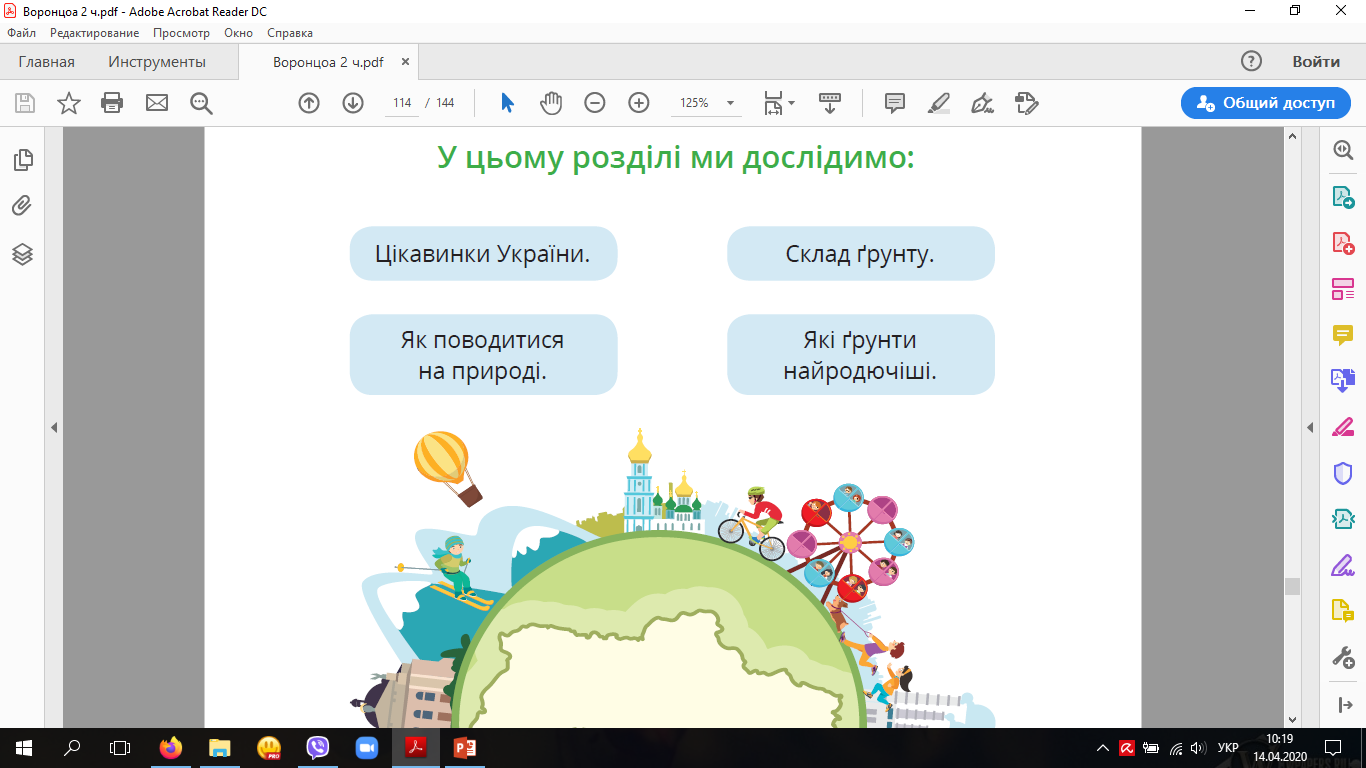 Воронцоа 2 ч.pdf - Adobe Acrobat Reader DC
Файл Редактирование Просмотр Окно Справка
Главная Инструменты Воронцоа 2 ч.pdf × Войти
114 / 144 125% Общий доступ
У цьому розділі ми дослідимо:
Цікавинки України.
Склад ґрунту.
Як поводитися
на природі.
Які ґрунти
найродючіші.
PRO
УКР
10:19
14.04.2020